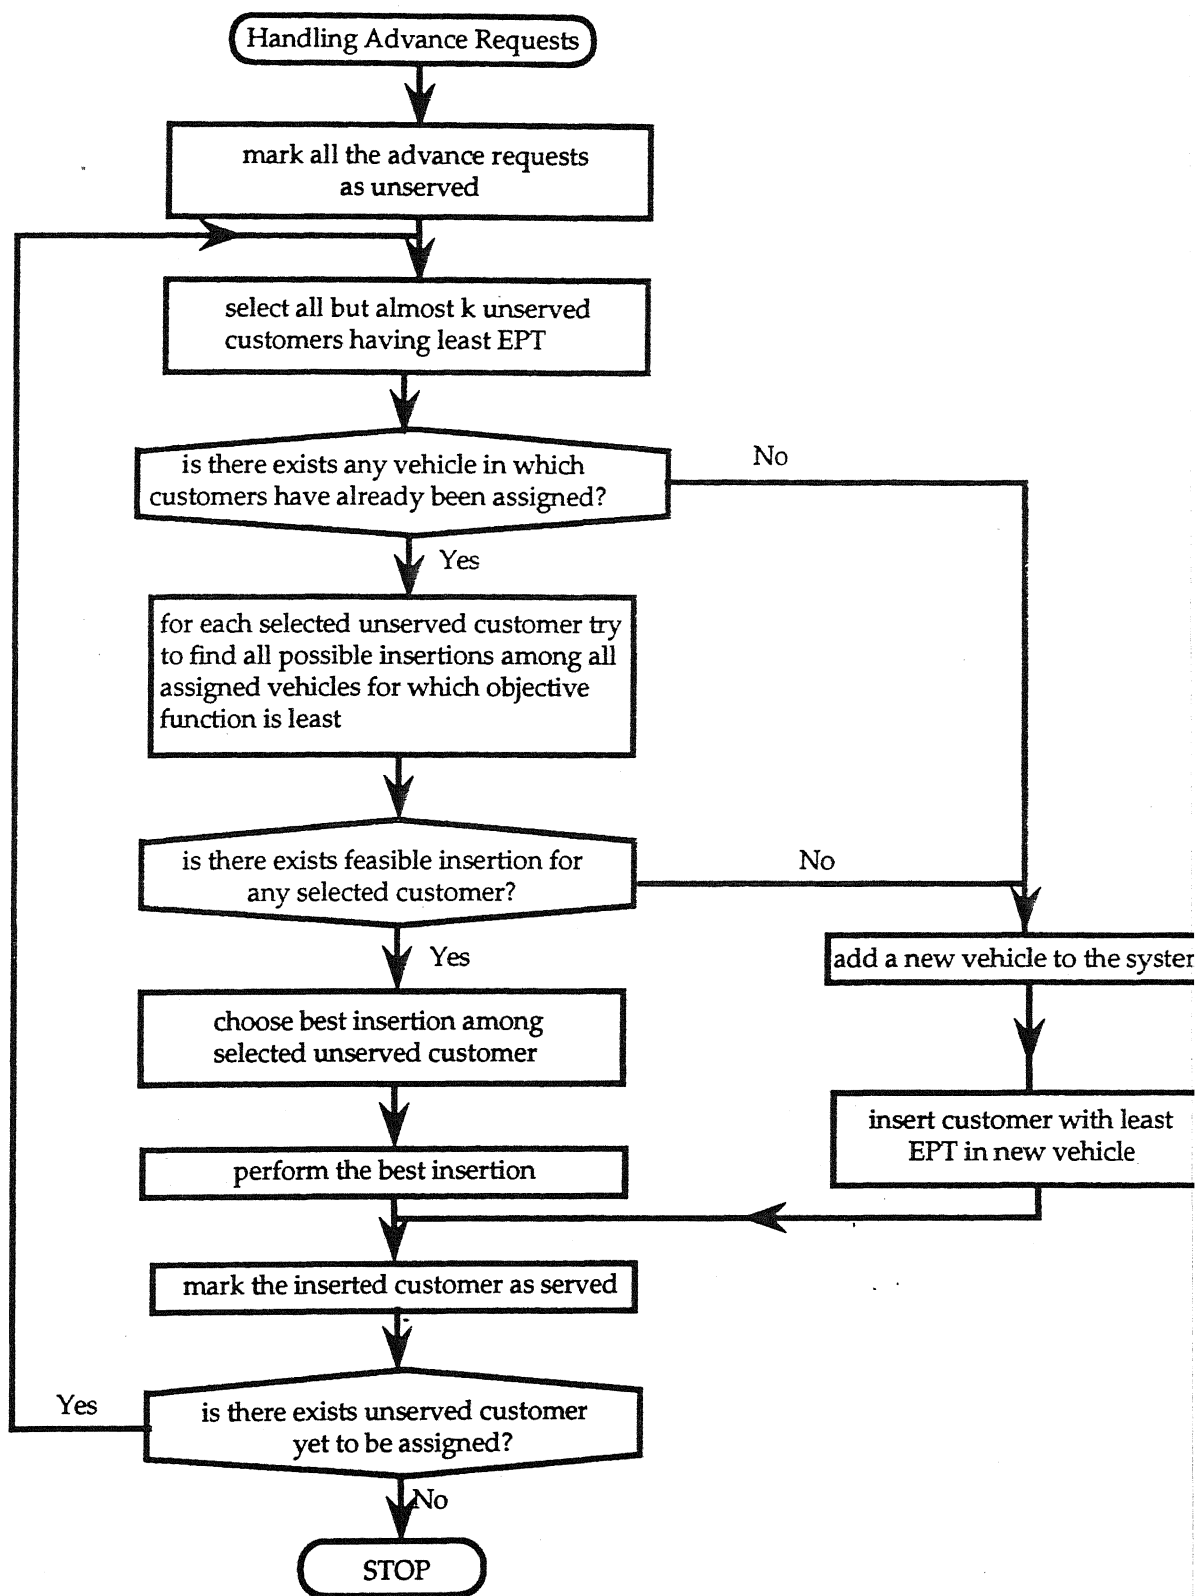 Handling Advance Requests
mark all the advance requests
as unserved
select all but almost k unserved
customers having least EPT
is there exists any vehicle in which
customers have already been assigned?
No
Yes
for each selected unserved customer try
to find all possible insertions among all
assigned vehicles for which objective
function is least
is there exists feasible insertion for
any selected customer?
No
Yes
add a new vehicle to the syster
choose best insertion among
selected unserved customer
insert customer with least
EPT in new vehicle
perform the best insertion
mark the inserted customer as served
is there exists unserved customer
yet to be assigned?
Yes
No
STOP